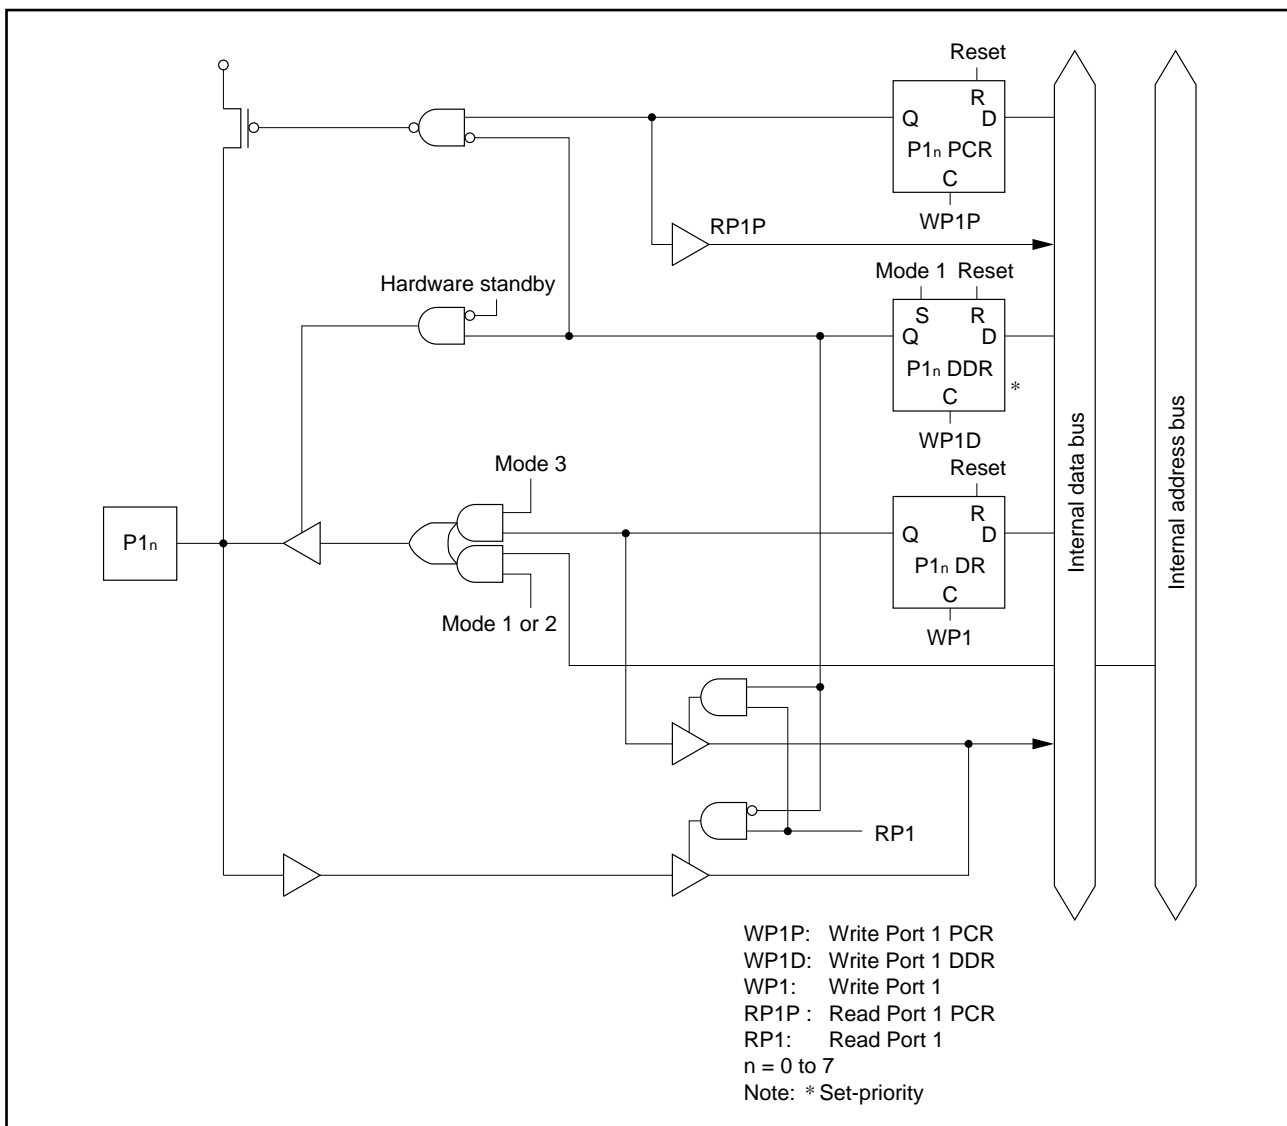 Reset
R
Q D
P1n PCR
C
WP1P
RP1P
Mode 1 Reset
Hardware standby
S R
Q D
P1n DDR
*
C
WP1D
Mode 3
Reset
R
P1n
Q D
P1n DR
C
Mode 1 or 2
WP1
Internal data bus
Internal address bus
RP1
WP1P: Write Port 1 PCR
WP1D: Write Port 1 DDR
WP1: Write Port 1
RP1P : Read Port 1 PCR
RP1: Read Port 1
n = 0 to 7
Note: * Set-priority